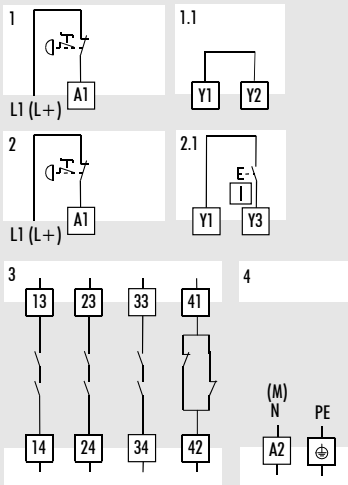 1
A1
L1 (L+)
1.1
Y1 Y2
2
A1
L1 (L+)
2.1
E
I
Y1 Y3
3
13 23 33 41
14 24 34 42
4
(M)
N PE
A2